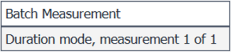 Batch Measurement
Duration mode, measurement 1 of 1